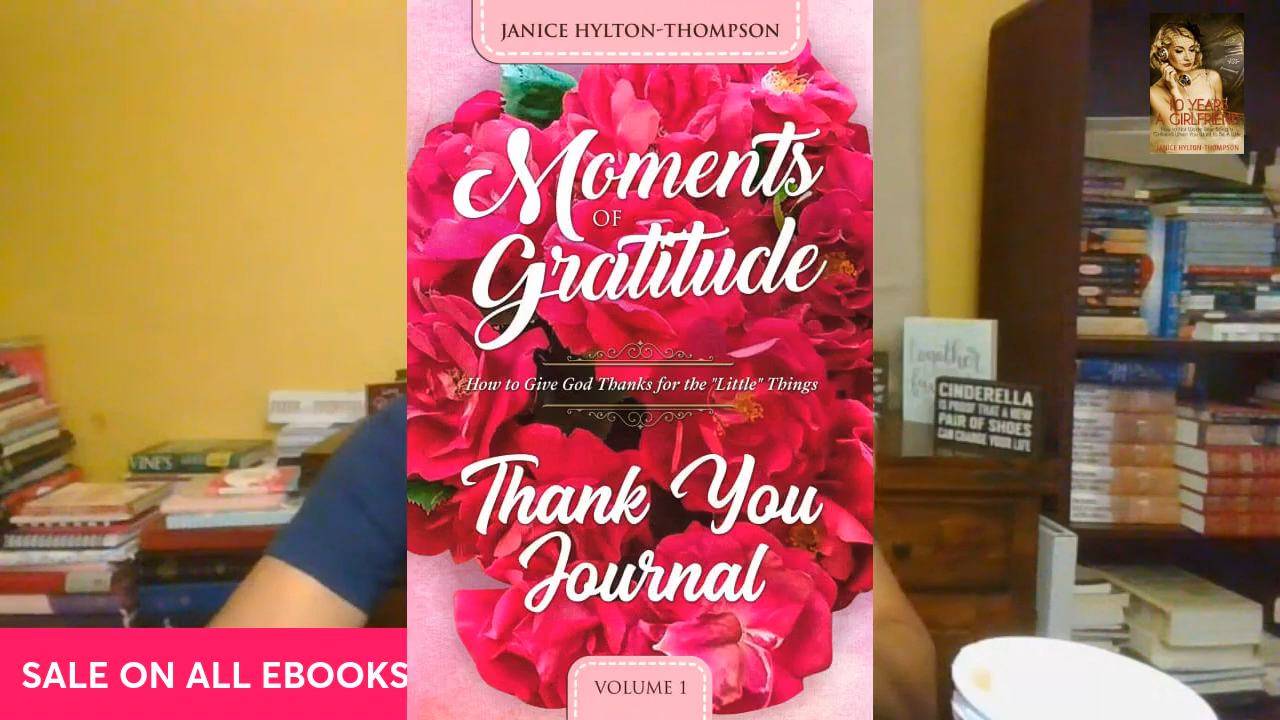 JANICE HYLTON-THOMPSON
Moments
OF
Gratitude
How to Give God Thanks for the "Little" Things
Thank You
Journal
VOLUME 1
SALE ON ALL EBOOKS
10 YEARS
A GIRLFRIEND
JANICE HYLTON-THOMPSON
together
CINDERELLA
IS PROOF THAT A NEW
PAIR OF SHOES
CAN CHANGE YOUR LIFE
VINE'S